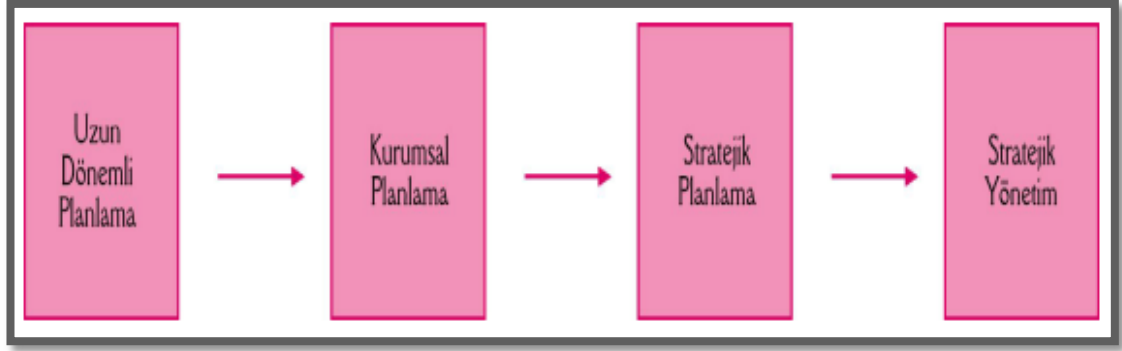 Uzun
Dönemli
Planlama
Kurumsal
Planlama
Stratejik
Planlama
Stratejik
Yönetim